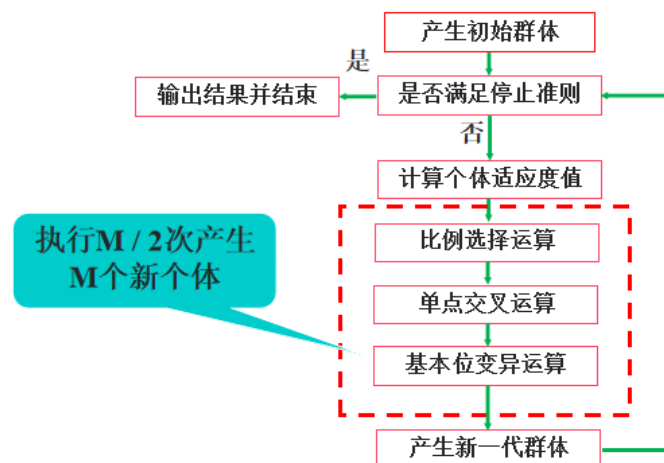 产生初始群体
是
输出结果并结束
是否满足停止准则
否
计算个体适应度值
执行M / 2次产生
M个新个体
比例选择运算
单点交叉运算
基本位变异运算
产生新一代群体